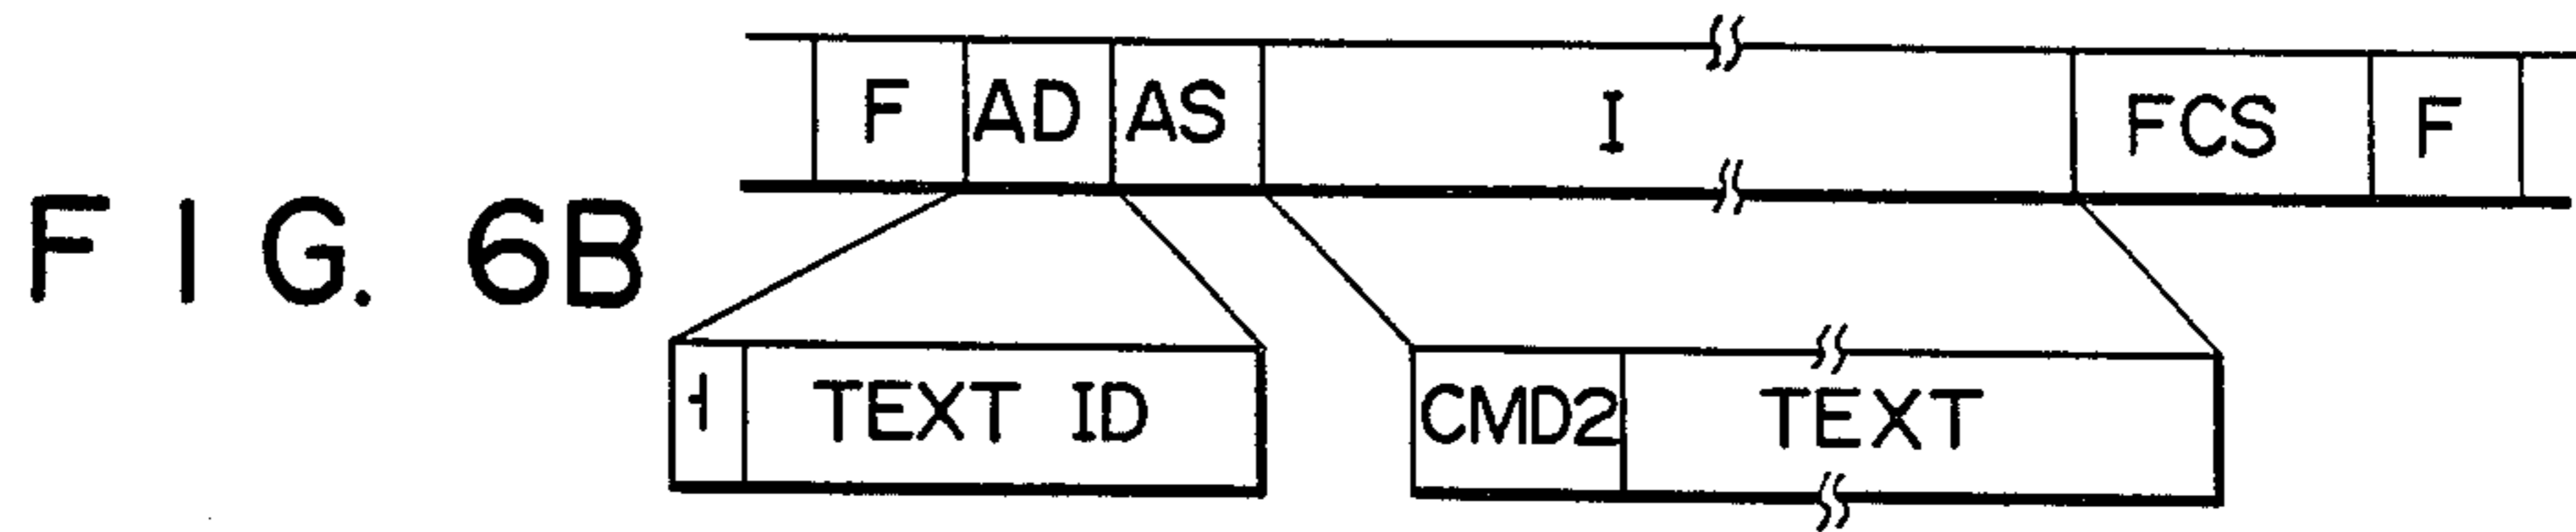 F AD AS I FCS F
FIG. 6B
1 TEXT ID CMD2 TEXT